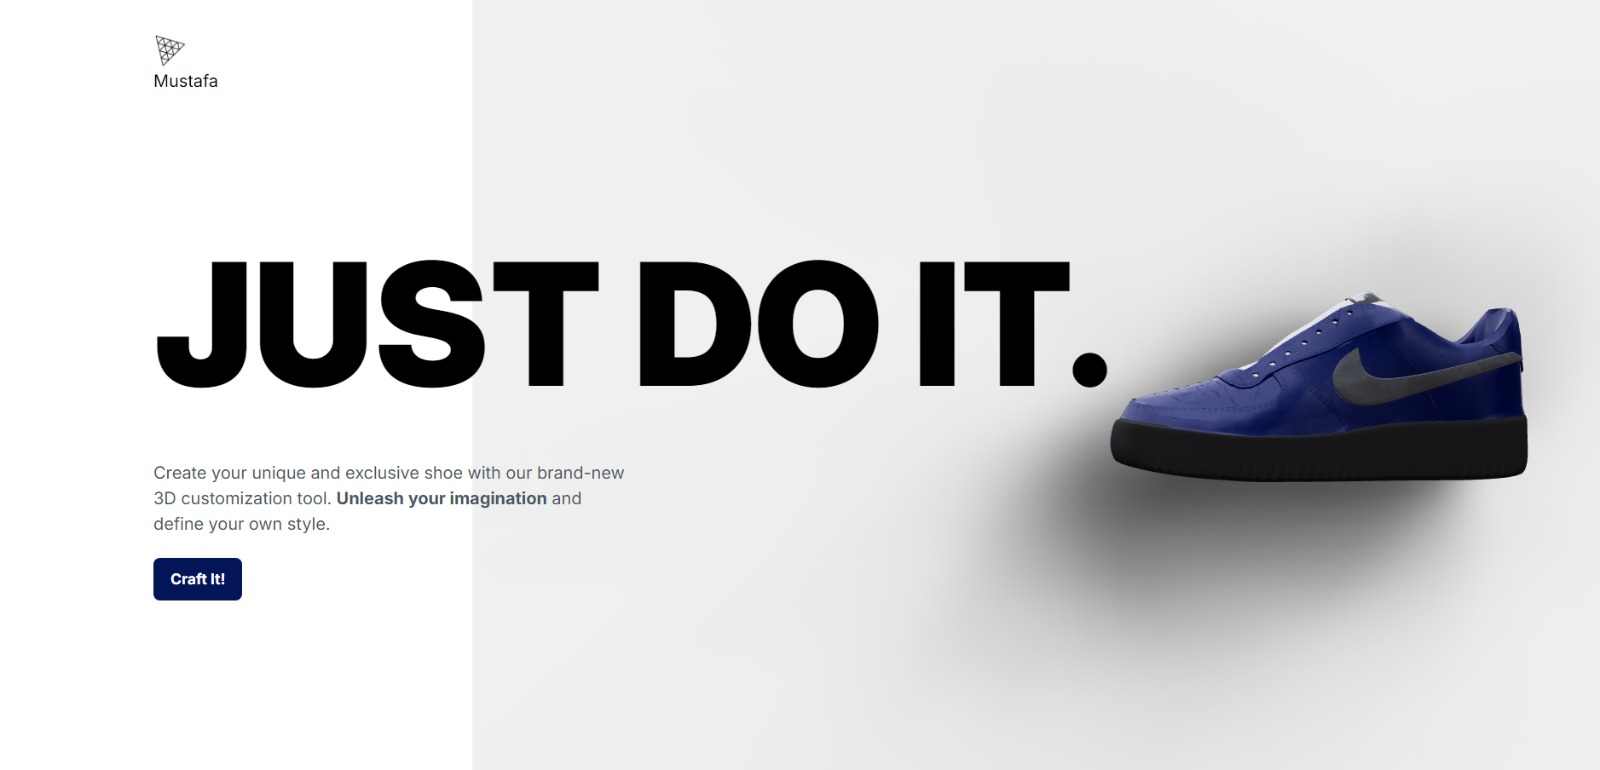 Mustafa
JUST DO IT.
Create your unique and exclusive shoe with our brand-new
3D customization tool. Unleash your imagination and
define your own style.
Craft It!